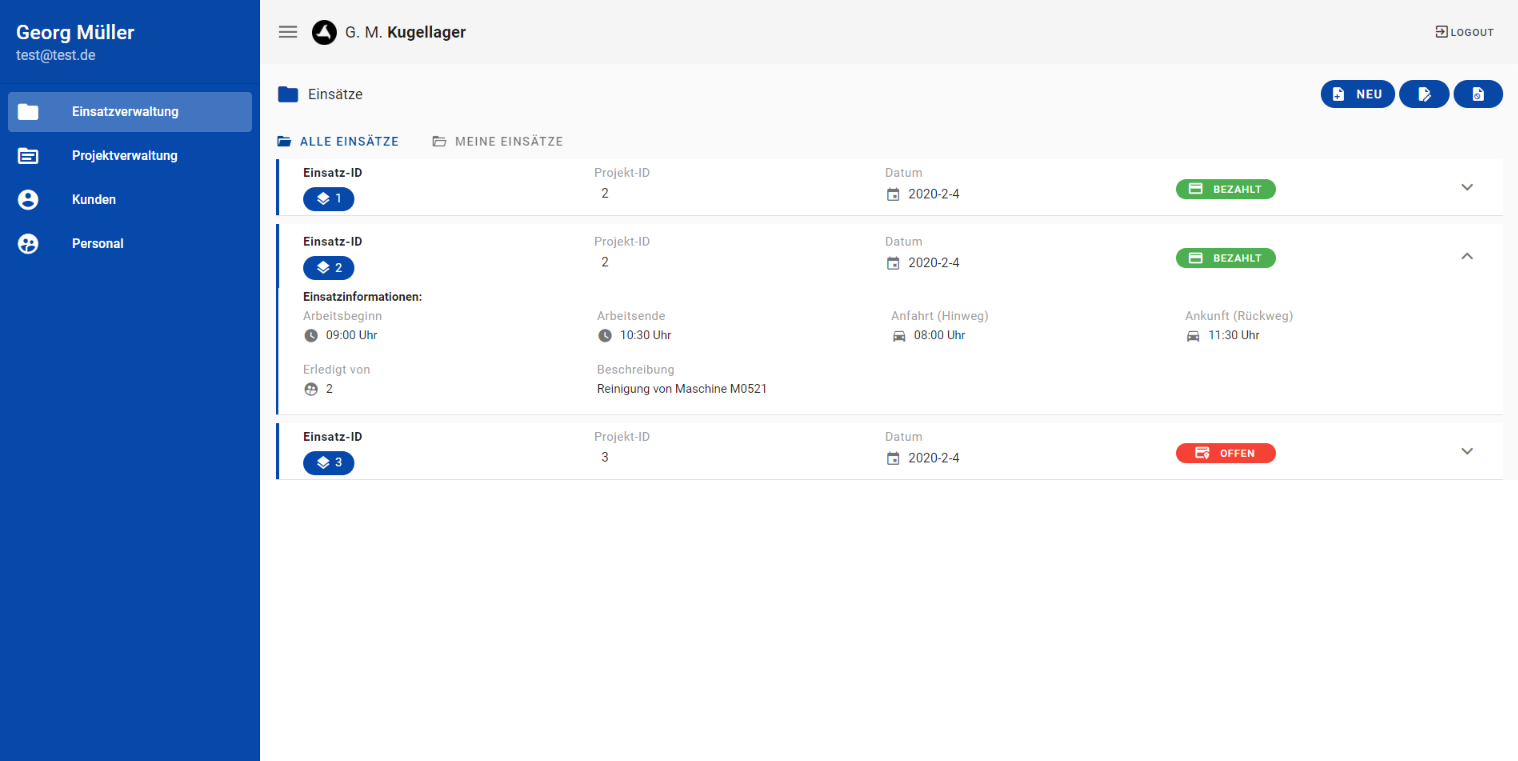 Georg Müller
test@test.de
Einsatzverwaltung
Projektverwaltung
Kunden
Personal
G. M. Kugellager
LOGOUT
Einsätze
NEU
ALLE EINSÄTZE
MEINE EINSÄTZE
Einsatz-ID Projekt-ID Datum
1 2 2020-2-4 BEZAHLT
Einsatz-ID Projekt-ID Datum
2 2 2020-2-4 BEZAHLT
Einsatzinformationen:
Arbeitsbeginn Arbeitsende Anfahrt (Hinweg) Ankunft (Rückweg)
09:00 Uhr 10:30 Uhr 08:00 Uhr 11:30 Uhr
Erledigt von Beschreibung
2 Reinigung von Maschine M0521
Einsatz-ID Projekt-ID Datum
3 3 2020-2-4 OFFEN